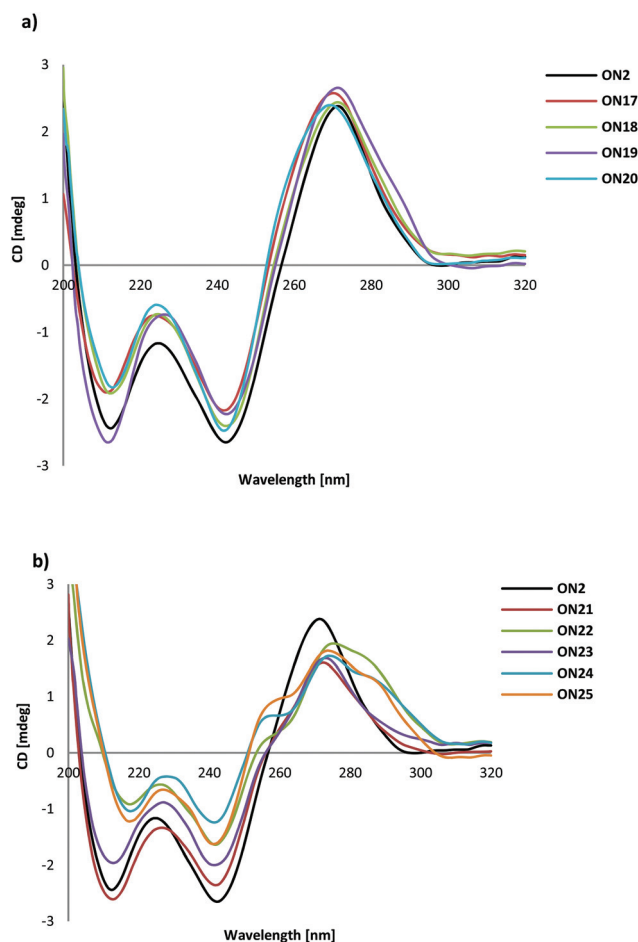 a)
3
2
1
0
-1
-2
-3
CD [mdeg]
200 220 240 260 280 300 320
Wavelength [nm]
ON2
ON17
ON18
ON19
ON20
b)
3
2
1
0
-1
-2
-3
CD [mdeg]
200 220 240 260 280 300 320
Wavelength [nm]
ON2
ON21
ON22
ON23
ON24
ON25